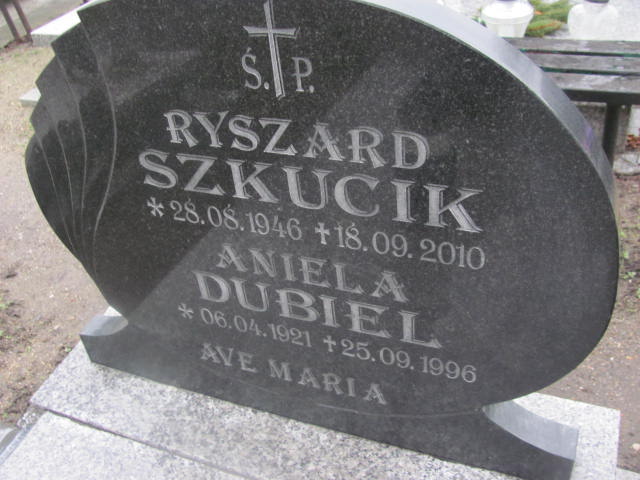 Ś. P.
RYSZARD
SZKUCIK
* 28.08.1946 ✝ 18.09.2010
ANIELA
DUBIEL
* 06.04.1921 ✝ 25.09.1996
AVE MARIA